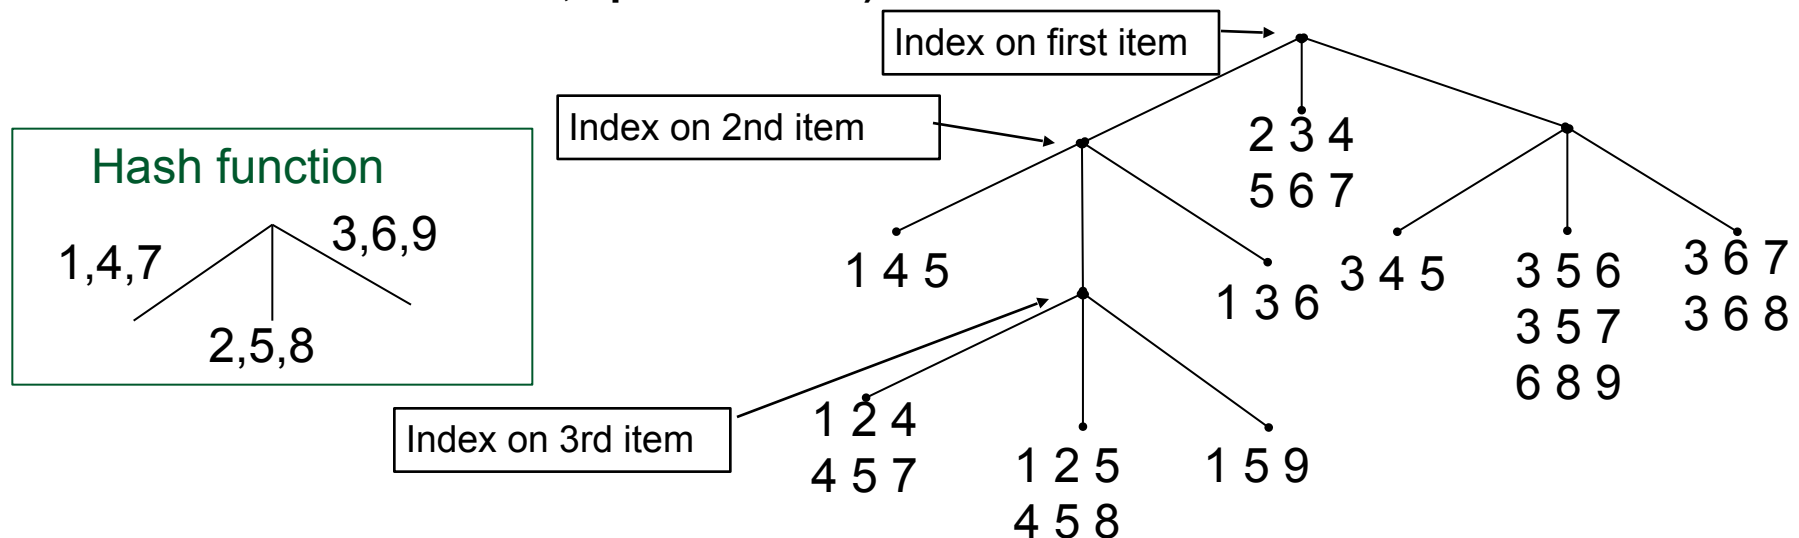 Index on first item
Index on 2nd item
Hash function
1,4,7
3,6,9
2,5,8
2 3 4
5 6 7
1 4 5
1 3 6
3 4 5
3 5 6
3 5 7
6 8 9
3 6 7
3 6 8
Index on 3rd item
1 2 4
4 5 7
1 2 5
4 5 8
1 5 9